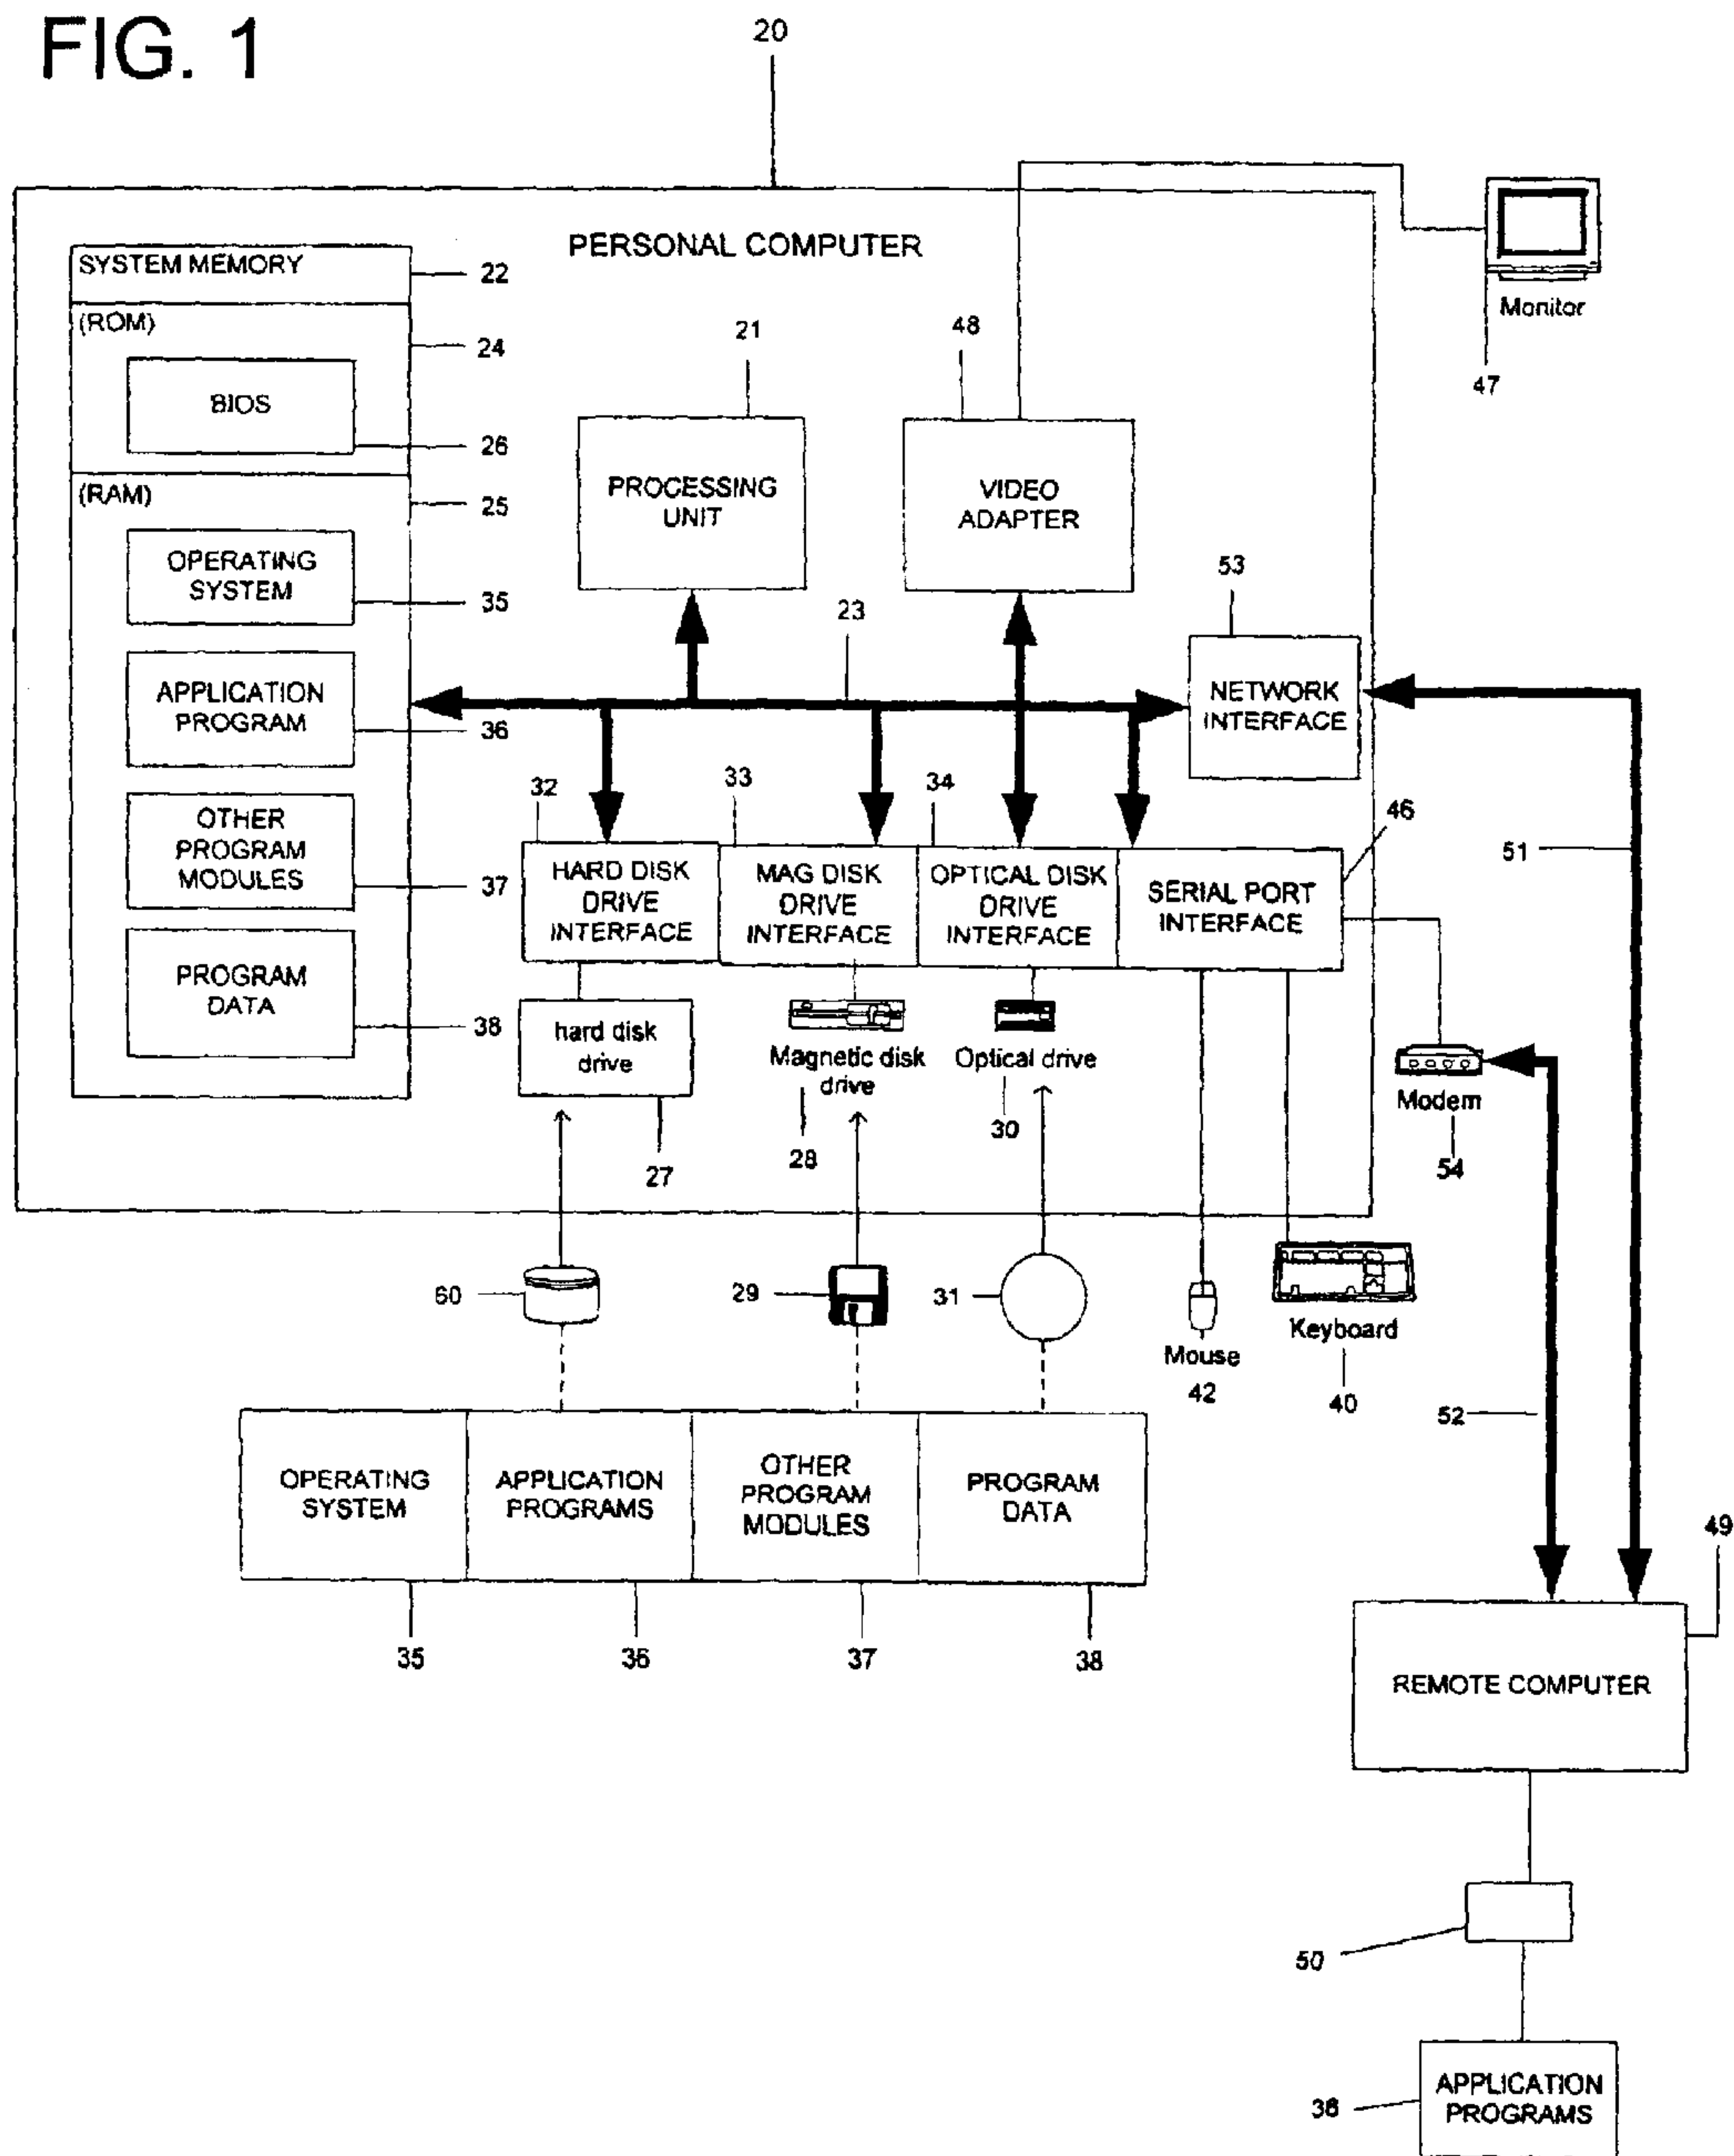 FIG. 1
20
PERSONAL COMPUTER
SYSTEM MEMORY
22
(ROM)
24
BIOS
26
(RAM)
25
OPERATING
SYSTEM
35
APPLICATION
PROGRAM
36
OTHER
PROGRAM
MODULES
37
PROGRAM
DATA
38
21
PROCESSING
UNIT
48
VIDEO
ADAPTER
Monitor
47
23
53
NETWORK
INTERFACE
32
HARD DISK
DRIVE
INTERFACE
33
MAG DISK
DRIVE
INTERFACE
34
OPTICAL DISK
DRIVE
INTERFACE
46
SERIAL PORT
INTERFACE
51
hard disk
drive
27
Magnetic disk
drive
28
Optical drive
30
Modem
54
60
29
31
Mouse
42
Keyboard
40
52
OPERATING
SYSTEM
APPLICATION
PROGRAMS
OTHER
PROGRAM
MODULES
PROGRAM
DATA
35
36
37
38
49
REMOTE COMPUTER
50
36
APPLICATION
PROGRAMS